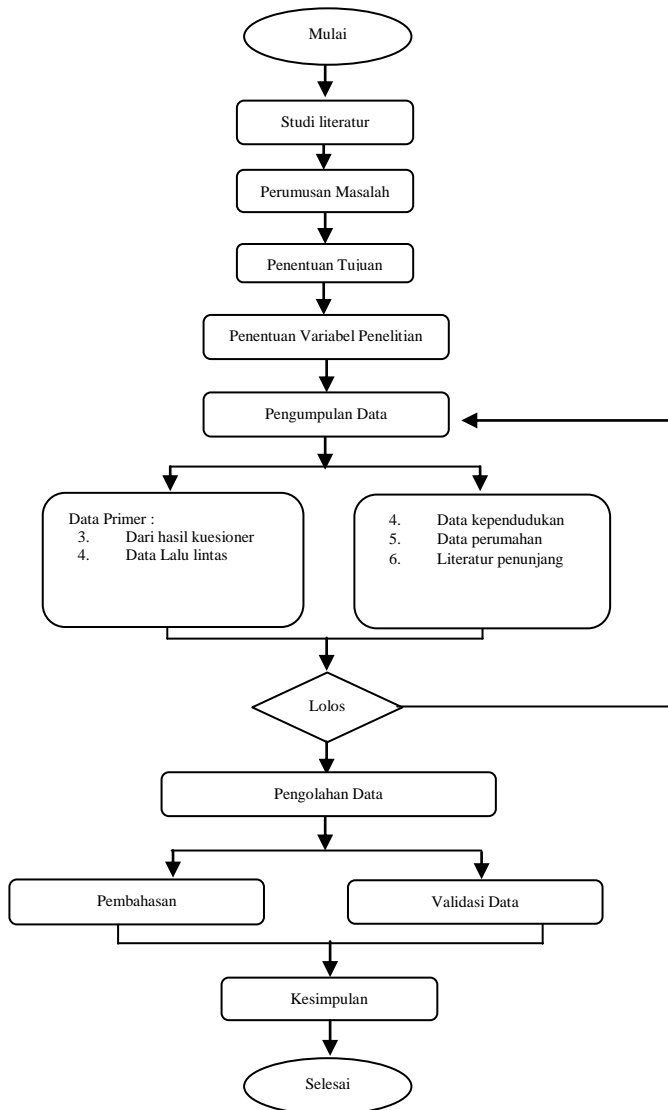 Mulai
Studi literatur
Perumusan Masalah
Penentuan Tujuan
Penentuan Variabel Penelitian
Pengumpulan Data
Data Primer :
3. Dari hasil kuesioner
4. Data Lalu lintas
4. Data kependudukan
5. Data perumahan
6. Literatur penunjang
Lolos
Pengolahan Data
Pembahasan
Validasi Data
Kesimpulan
Selesai